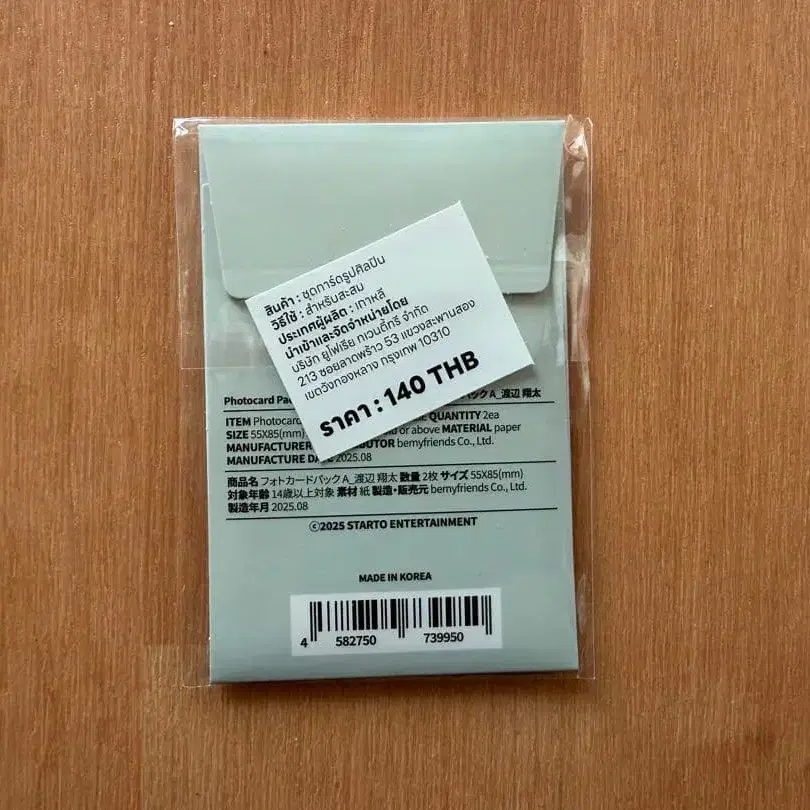 สินค้า : ชุดการ์ดรูปศิลปิน
วิธีใช้ : สำหรับสะสม
ประเทศผู้ผลิต : เกาหลี
นำเข้าและจัดจำหน่ายโดย
บริษัท ยูโฟเรีย ทเวนตี้ทรี จำกัด
213 ซอยลาดพร้าว 53 แขวงสะพานสอง
เขตวังทองหลาง กรุงเทพ 10310
ราคา : 140 THB
Photocard A_渡辺 翔太
ITEM Photocard QUANTITY 2ea
SIZE 55X85(mm) or above MATERIAL paper
MANUFACTURER bemyfriends Co., Ltd.
MANUFACTURE 2025.08
商品名 フォトカードパック A_渡辺 翔太 数量 2枚 サイズ 55X85(mm)
対象年齢 14歳以上対象 素材 紙 製造・販売元 bemyfriends Co., Ltd.
製造年月 2025.08
©2025 STARTO ENTERTAINMENT
MADE IN KOREA
4 582750 739950